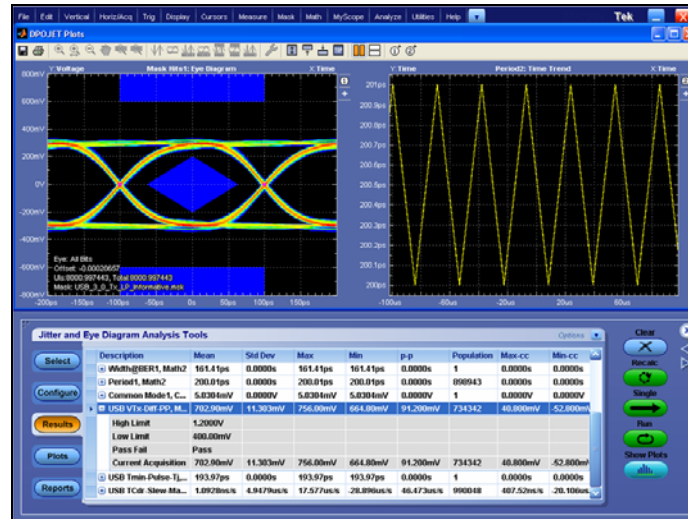 File Edit Vertical Horiz/Acq Trig Display Cursors Measure Mask Math MyScope Analyze Utilities Help Tek
DPOJET Plots
Y: Voltage Mask Hits1: Eye Diagram X: Time
800mV
600mV
400mV
200mV
0V
-200mV
-400mV
-600mV
-800mV
Eye: All Bits
Offset: -0.00020657
UIs:8000:997443, Total:8000:997443
Mask: USB_3_0_Tx_LP_Informative.msk
-200ps -150ps -100ps -50ps 0s 50ps 100ps 150ps
Y: Time Period2: Time Trend X: Time
201ps
200.9ps
200.8ps
200.7ps
200.6ps
200.5ps
200.4ps
200.3ps
200.2ps
200.1ps
200ps
-100us -60us -20us 20us 60us
Jitter and Eye Diagram Analysis Tools Options Clear
Select Configure Results Plots Reports
Description Mean Std Dev Max Min p-p Population Max-cc Min-cc
Width@BER1, Math2 161.41ps 0.0000s 161.41ps 161.41ps 0.0000s 1 0.0000s 0.0000s
Period1, Math2 200.01ps 0.0000s 200.01ps 200.01ps 0.0000s 898943 0.0000s 0.0000s
Common Mode1, C... 5.0304mV 0.0000V 5.0304mV 5.0304mV 0.0000V 1 0.0000V 0.0000V
USB VTx-Diff-PP, M... 702.90mV 11.303mV 756.00mV 664.80mV 91.200mV 734342 40.800mV -52.800m
High Limit 1.2000V
Low Limit 400.00mV
Pass Fail Pass
Current Acquisition 702.90mV 11.303mV 756.00mV 664.80mV 91.200mV 734342 40.800mV -52.800m
USB Tmin-Pulse-Tj,... 193.97ps 0.0000s 193.97ps 193.97ps 0.0000s 1 0.0000s 0.0000s
USB TCdr-Slew-Ma... 1.0928ns/s 4.9479us/s 17.577us/s -28.896us/s 46.473us/s 990048 407.52ns/s -20.106us
Recalc
Single
Run
Show Plots